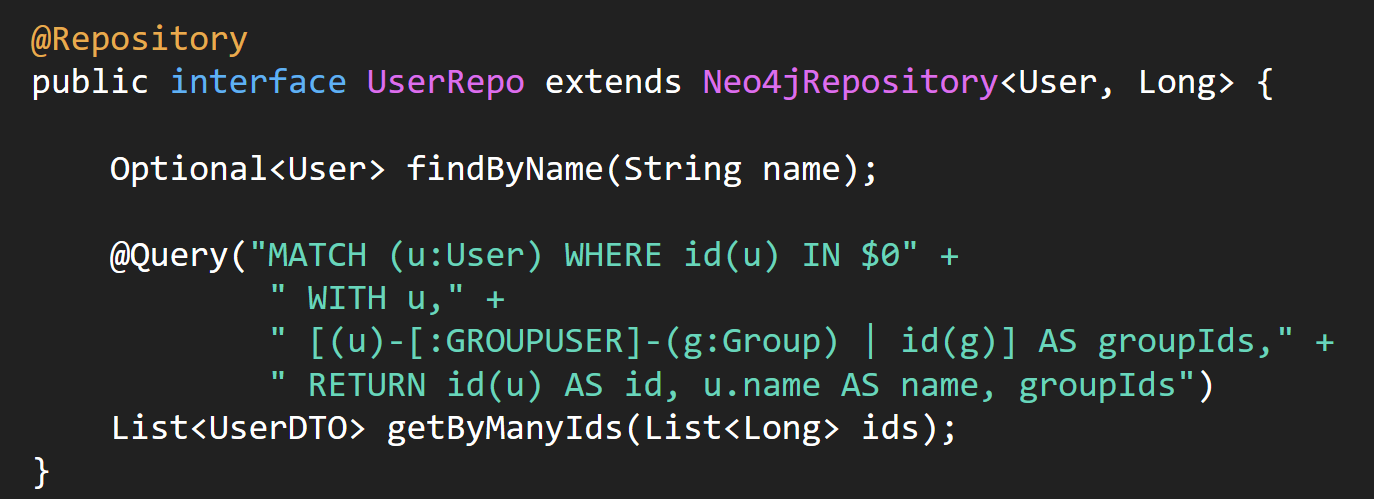 @Repository
public interface UserRepo extends Neo4jRepository<User, Long> {
Optional<User> findByName(String name);
@Query("MATCH (u:User) WHERE id(u) IN $0" +
" WITH u," +
" [(u)-[:GROUPUSER]-(g:Group) | id(g)] AS groupIds," +
" RETURN id(u) AS id, u.name AS name, groupIds")
List<UserDTO> getByManyIds(List<Long> ids);
}